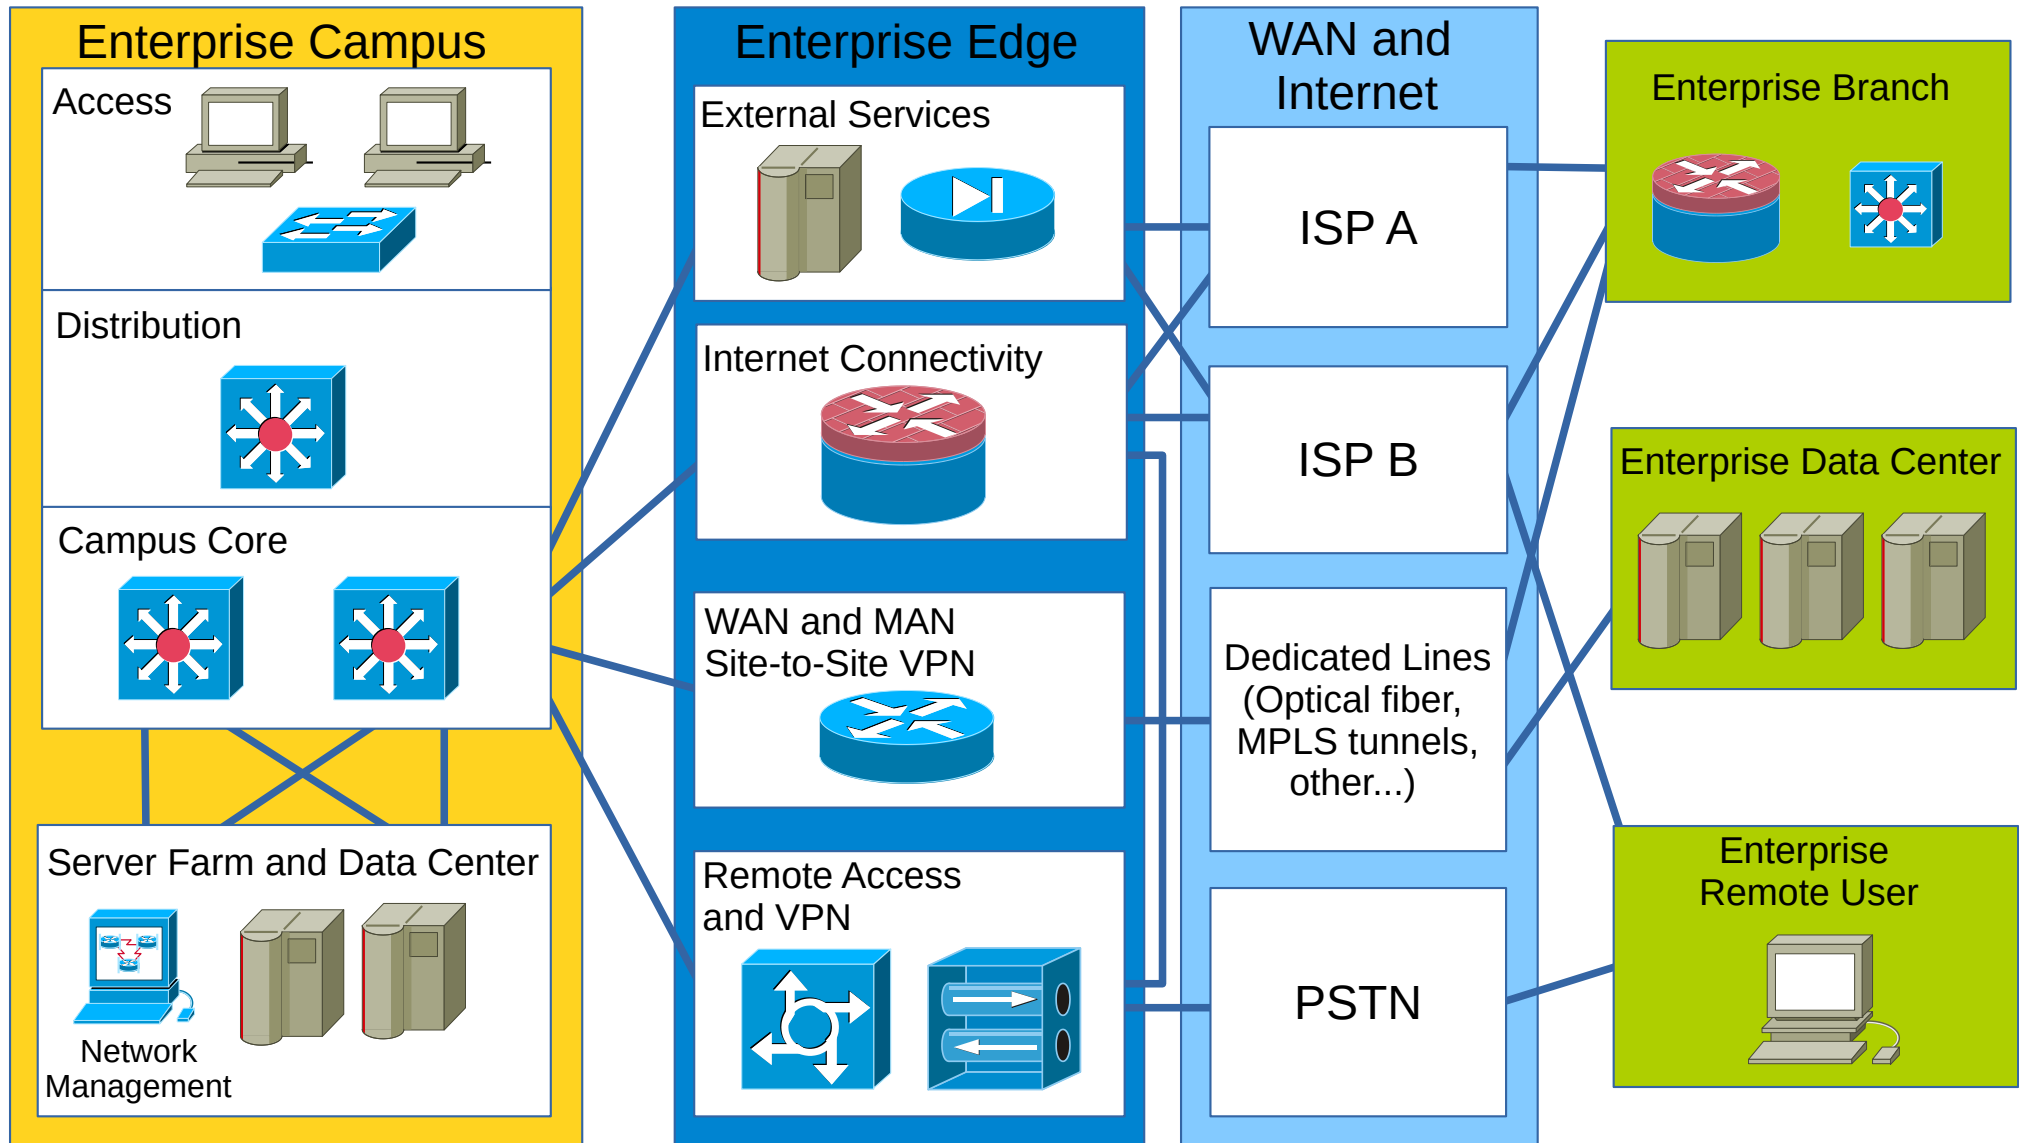 Enterprise Campus
Access
Distribution
Campus Core
Server Farm and Data Center
Network
Management
Enterprise Edge
External Services
Internet Connectivity
WAN and MAN
Site-to-Site VPN
Remote Access
and VPN
WAN and
Internet
ISP A
ISP B
Dedicated Lines
(Optical fiber,
MPLS tunnels,
other...)
PSTN
Enterprise Branch
Enterprise Data Center
Enterprise
Remote User